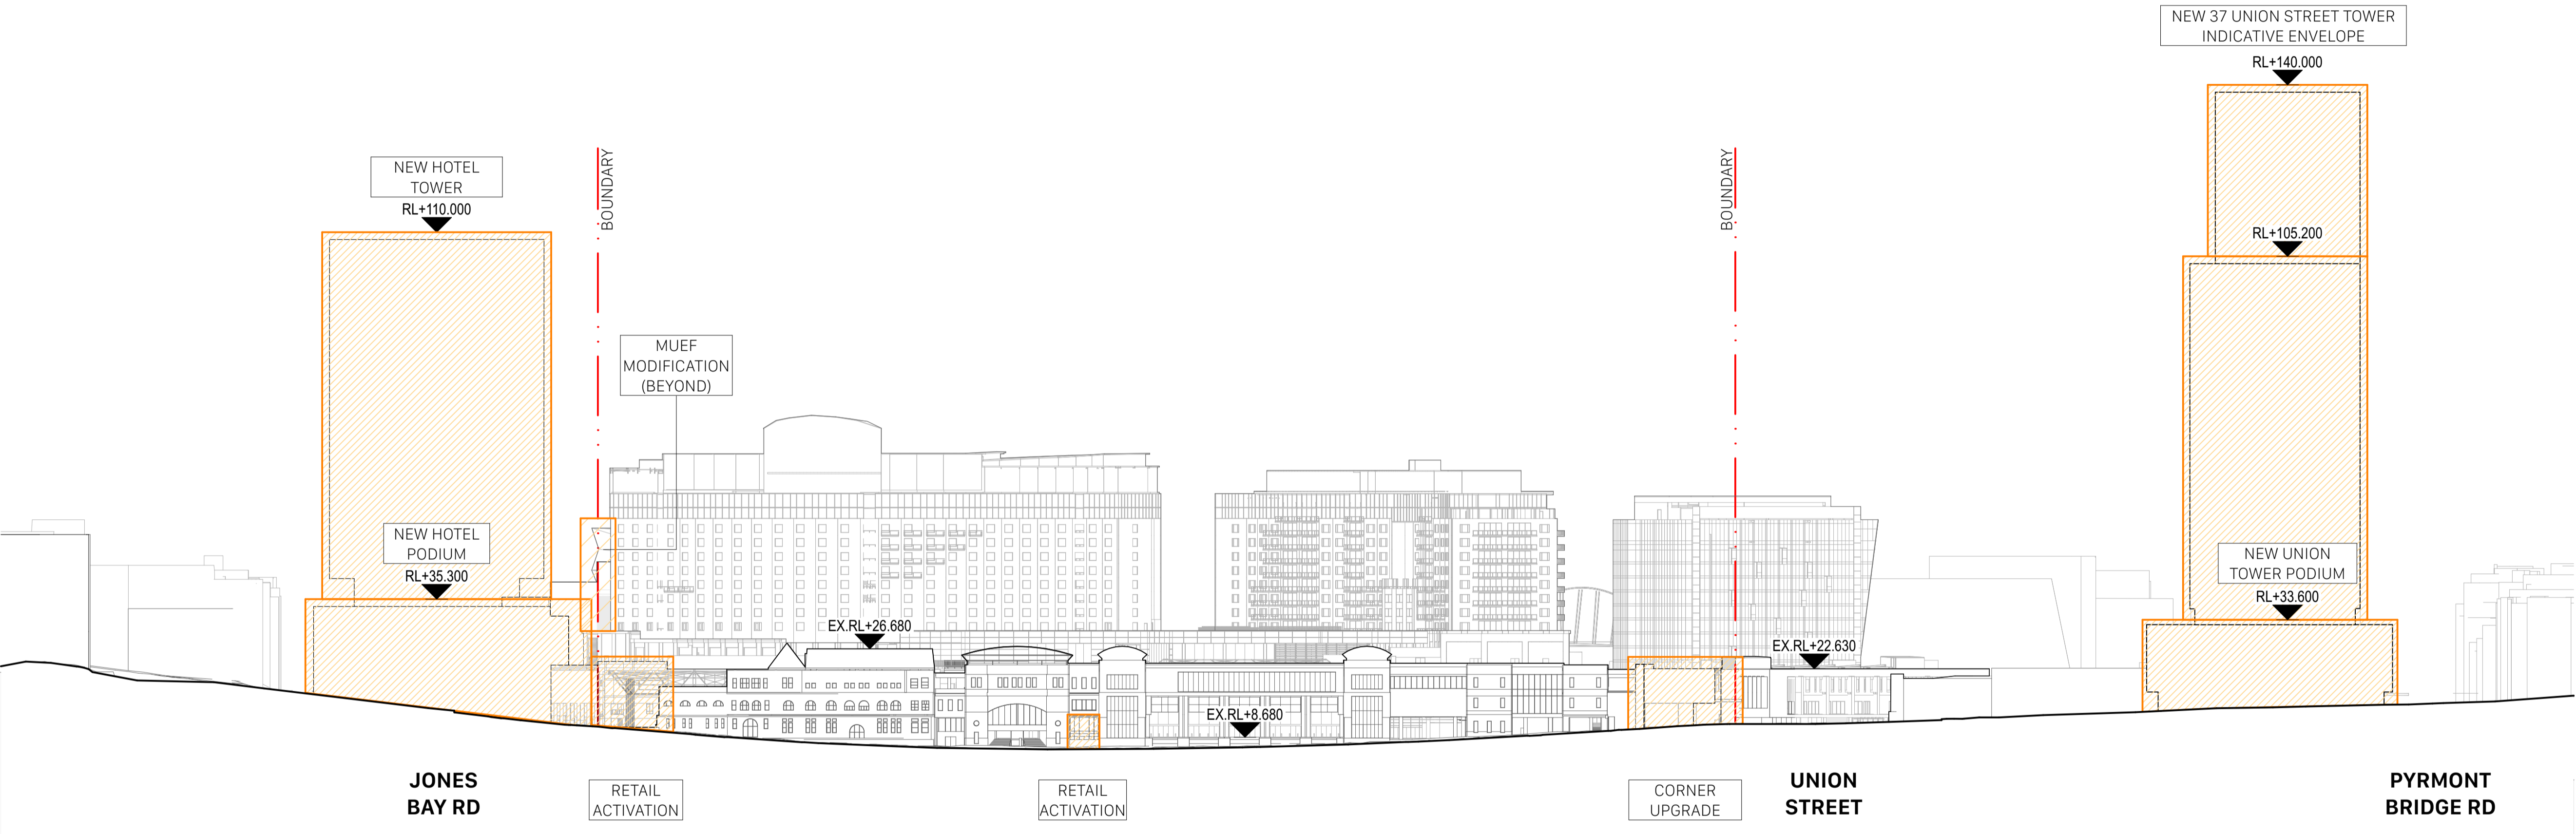 NEW 37 UNION STREET TOWER
INDICATIVE ENVELOPE
RL+140.000
NEW HOTEL
TOWER
RL+110.000
BOUNDARY
BOUNDARY
RL+105.200
MUEF
MODIFICATION
(BEYOND)
NEW HOTEL
PODIUM
RL+35.300
NEW UNION
TOWER PODIUM
RL+33.600
EX.RL+26.680
EX.RL+22.630
EX.RL+8.680
JONES
BAY RD
RETAIL
ACTIVATION
RETAIL
ACTIVATION
CORNER
UPGRADE
UNION
STREET
PYRMONT
BRIDGE RD